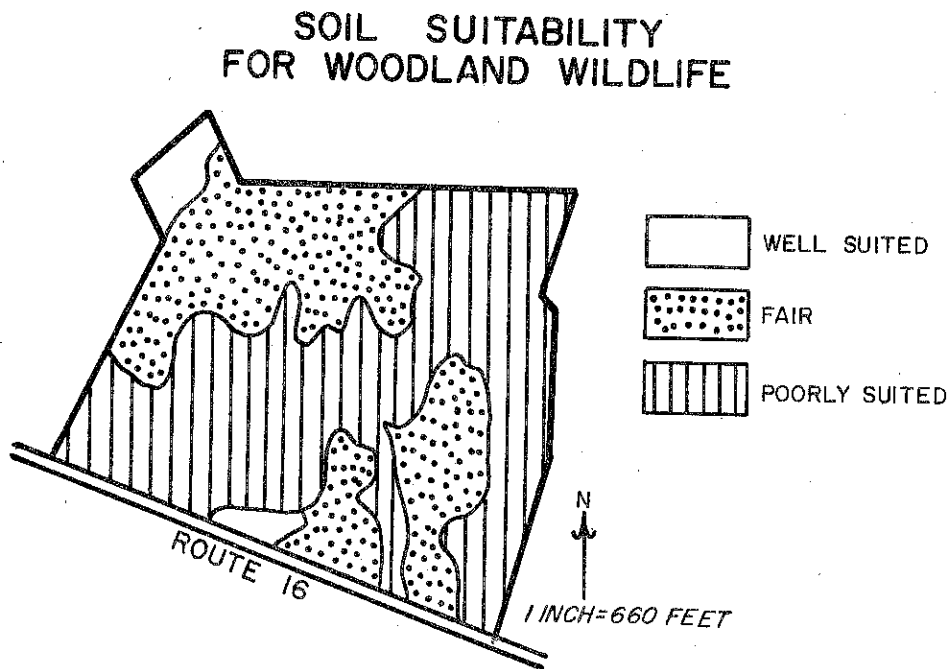 SOIL SUITABILITY
FOR WOODLAND WILDLIFE
WELL SUITED
FAIR
POORLY SUITED
N
ROUTE 16
1 INCH=660 FEET